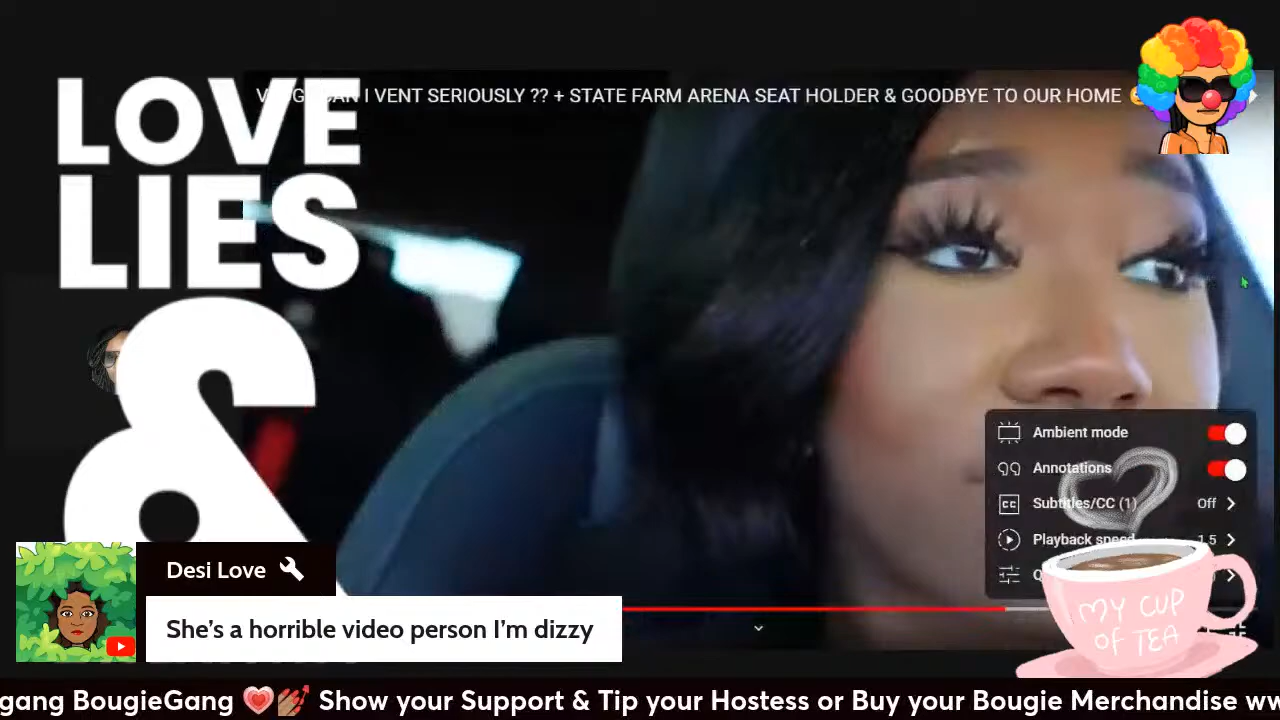 LOVE
LIES
&
CAN I VENT SERIOUSLY ?? + STATE FARM ARENA SEAT HOLDER & GOODBYE TO OUR HOME
Ambient mode
Annotations
Subtitles/CC (1) Off
Playback speed 1.5
MY CUP
OF TEA
Desi Love
She's a horrible video person I'm dizzy
gang BougieGang 💗💅🏾 Show your Support & Tip your Hostess or Buy your Bougie Merchandise